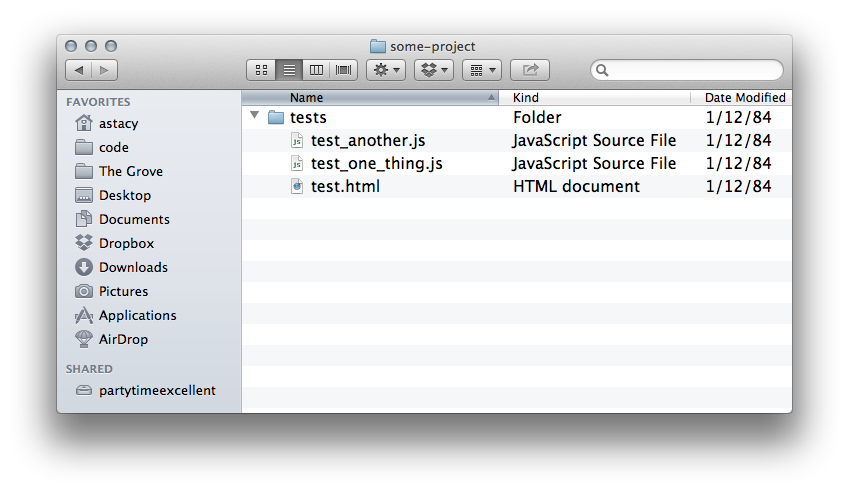 some-project
Name Kind Date Modified
FAVORITES
astacy
code
The Grove
Desktop
Documents
Dropbox
Downloads
Pictures
Applications
AirDrop
SHARED
partytimeexcellent
tests Folder 1/12/84
test_another.js JavaScript Source File 1/12/84
test_one_thing.js JavaScript Source File 1/12/84
test.html HTML document 1/12/84